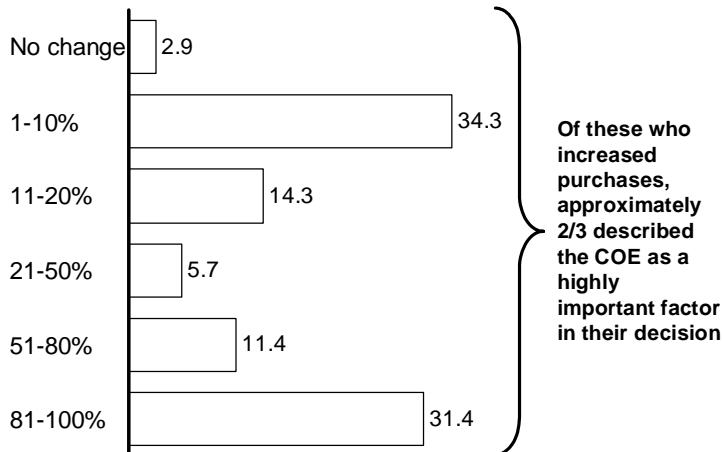 No change 2.9
1-10% 34.3
11-20% 14.3
21-50% 5.7
51-80% 11.4
81-100% 31.4
Of these who
increased
purchases,
approximately
2/3 described
the COE as a
highly
important factor
in their decision